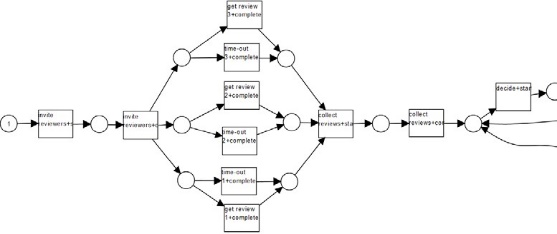 get review
3+complete
time-out
3+complete
get review
2+complete
decide+star
1
invite
reviewers+s
invite
reviewers+c
collect
reviews+sta
collect
reviews+con
time-out
2+complete
time-out
1+complete
get review
1+complete